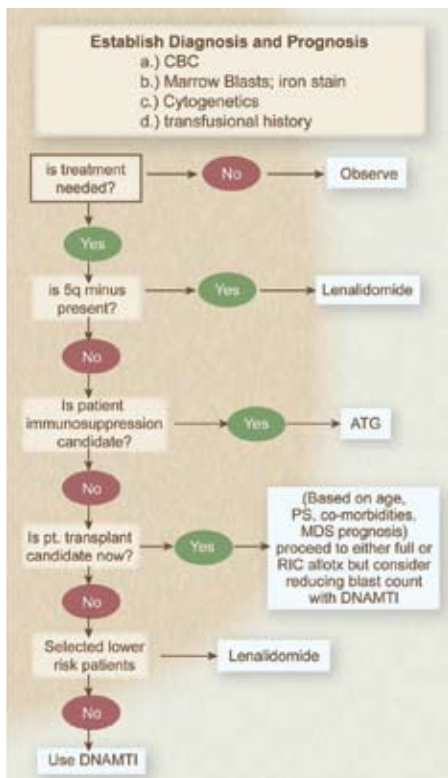 Establish Diagnosis and Prognosis
a.) CBC
b.) Marrow Blasts; iron stain
c.) Cytogenetics
d.) transfusional history
is treatment
needed?
No
Observe
Yes
is 5q minus
present?
Yes
Lenalidomide
No
Is patient
immunosuppression
candidate?
Yes
ATG
No
Is pt. transplant
candidate now?
Yes
(Based on age,
PS, co-morbidities,
MDS prognosis)
proceed to either full or
RIC allotx but consider
reducing blast count
with DNAMTI
No
Selected lower
risk patients
Lenalidomide
No
Use DNAMTI